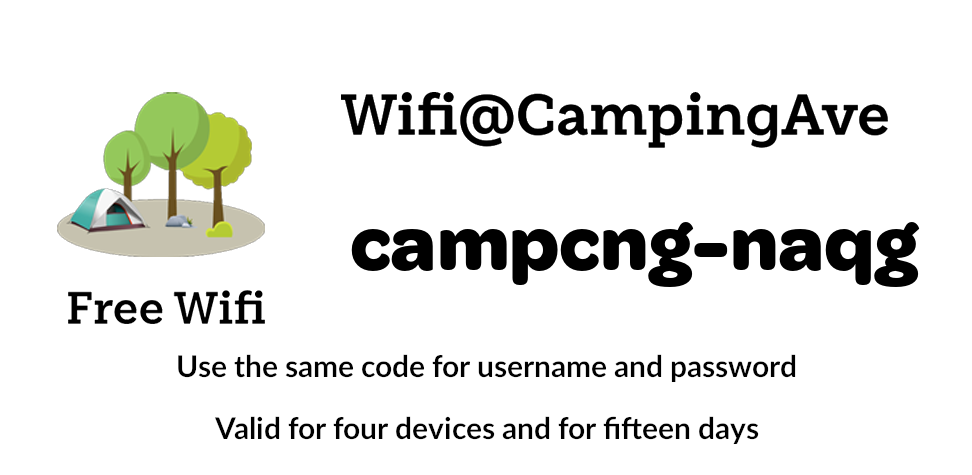 Wifi@CampingAve
campcng-naqg
Free Wifi
Use the same code for username and password
Valid for four devices and for fifteen days